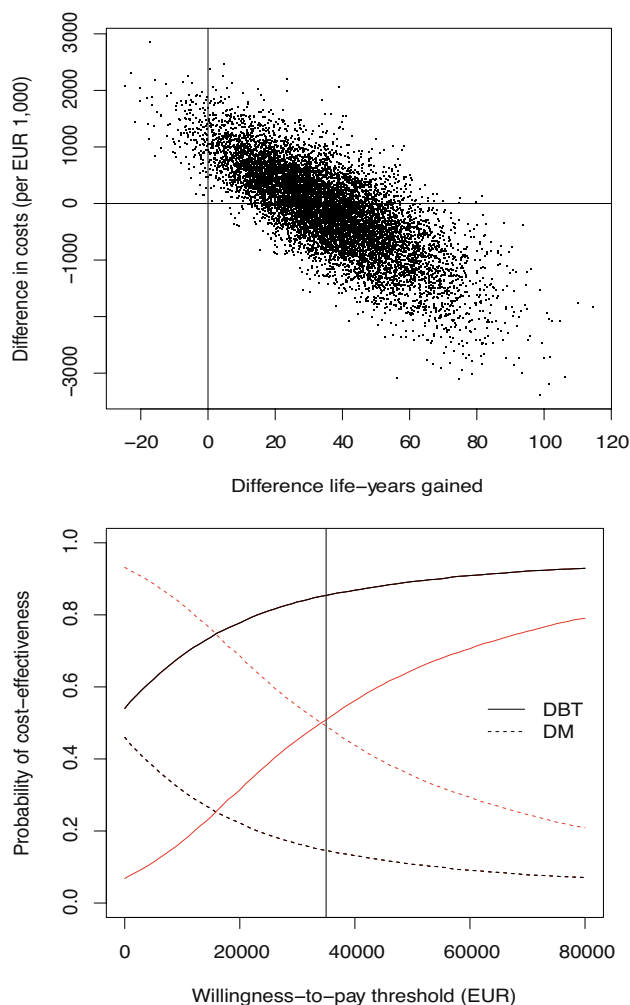 Difference in costs (per EUR 1,000)
3000
2000
1000
0
−1000
−3000
−20 0 20 40 60 80 100 120
Difference life−years gained
Probability of cost−effectiveness
1.0
0.8
0.6
0.4
0.2
0.0
DBT
DM
0 20000 40000 60000 80000
Willingness−to−pay threshold (EUR)